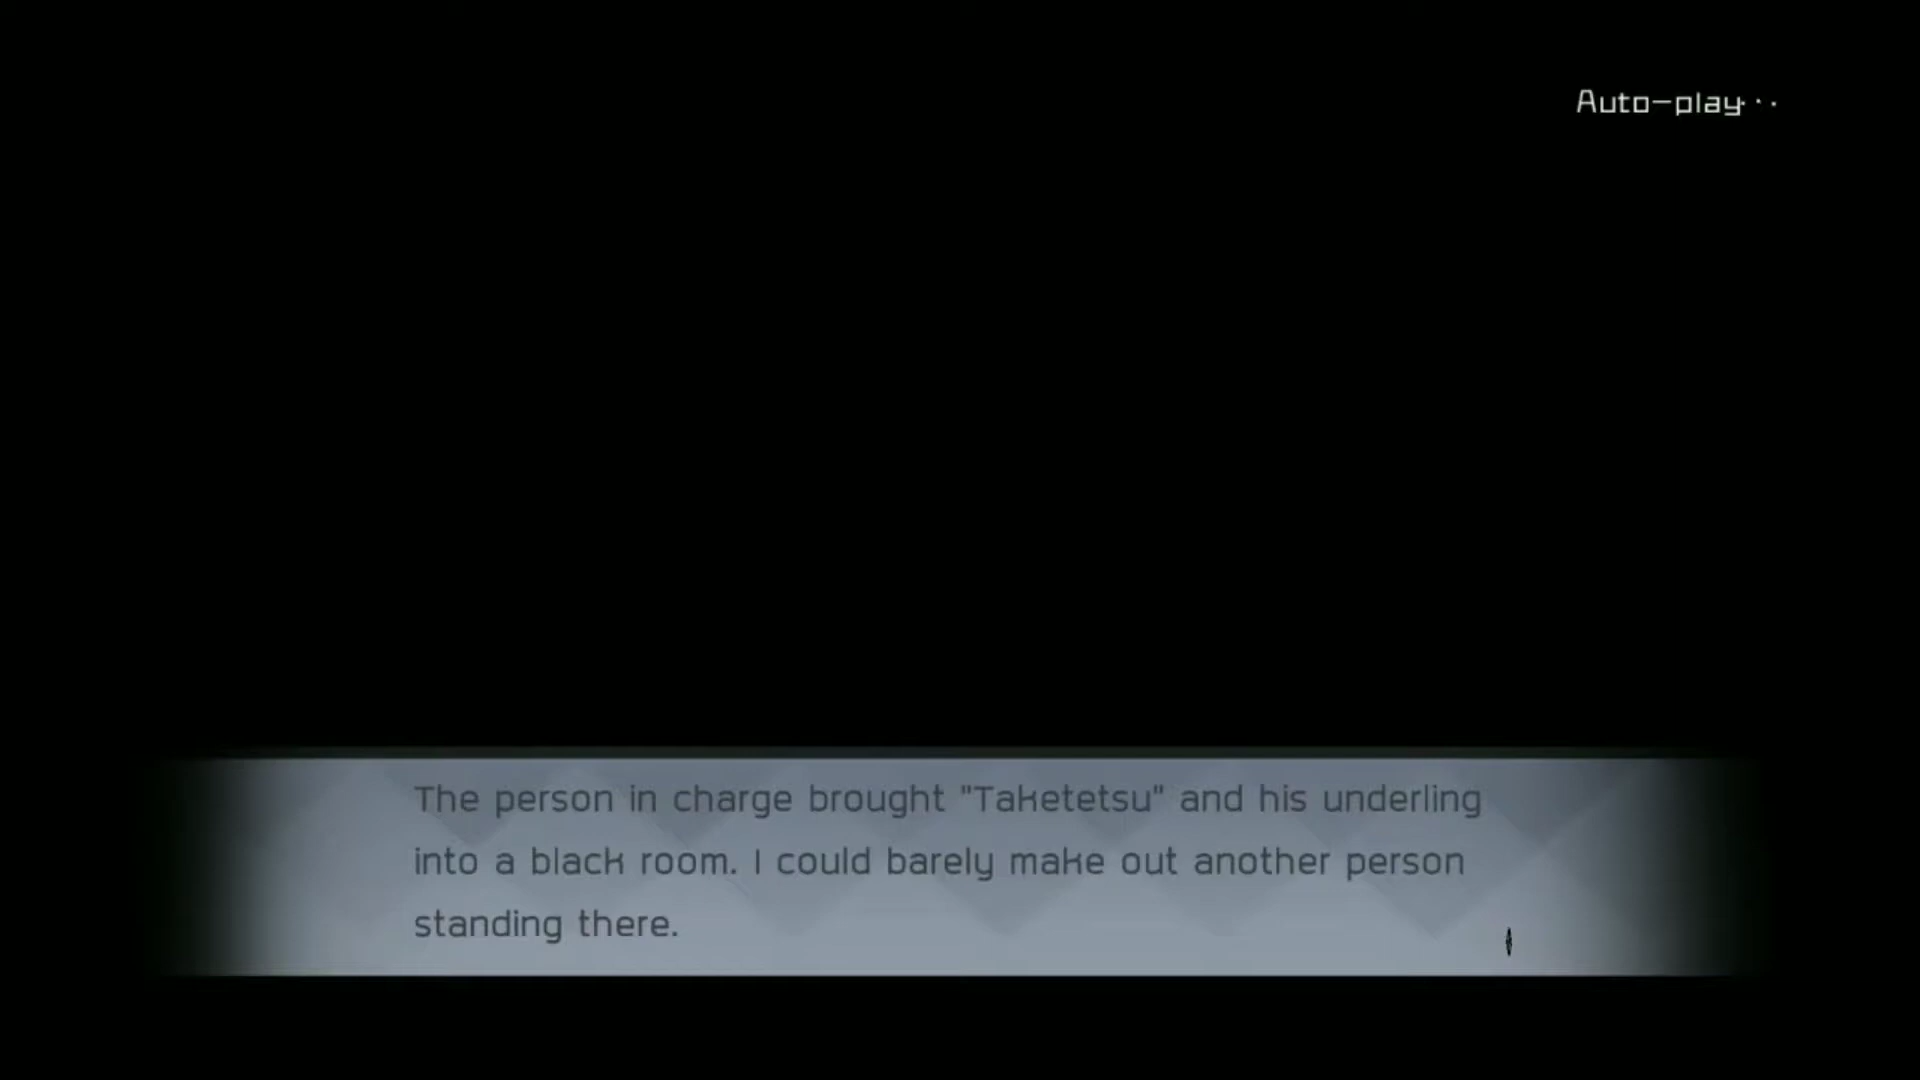 Auto-play···
The person in charge brought "Taketetsu" and his underling
into a black room. I could barely make out another person
standing there.